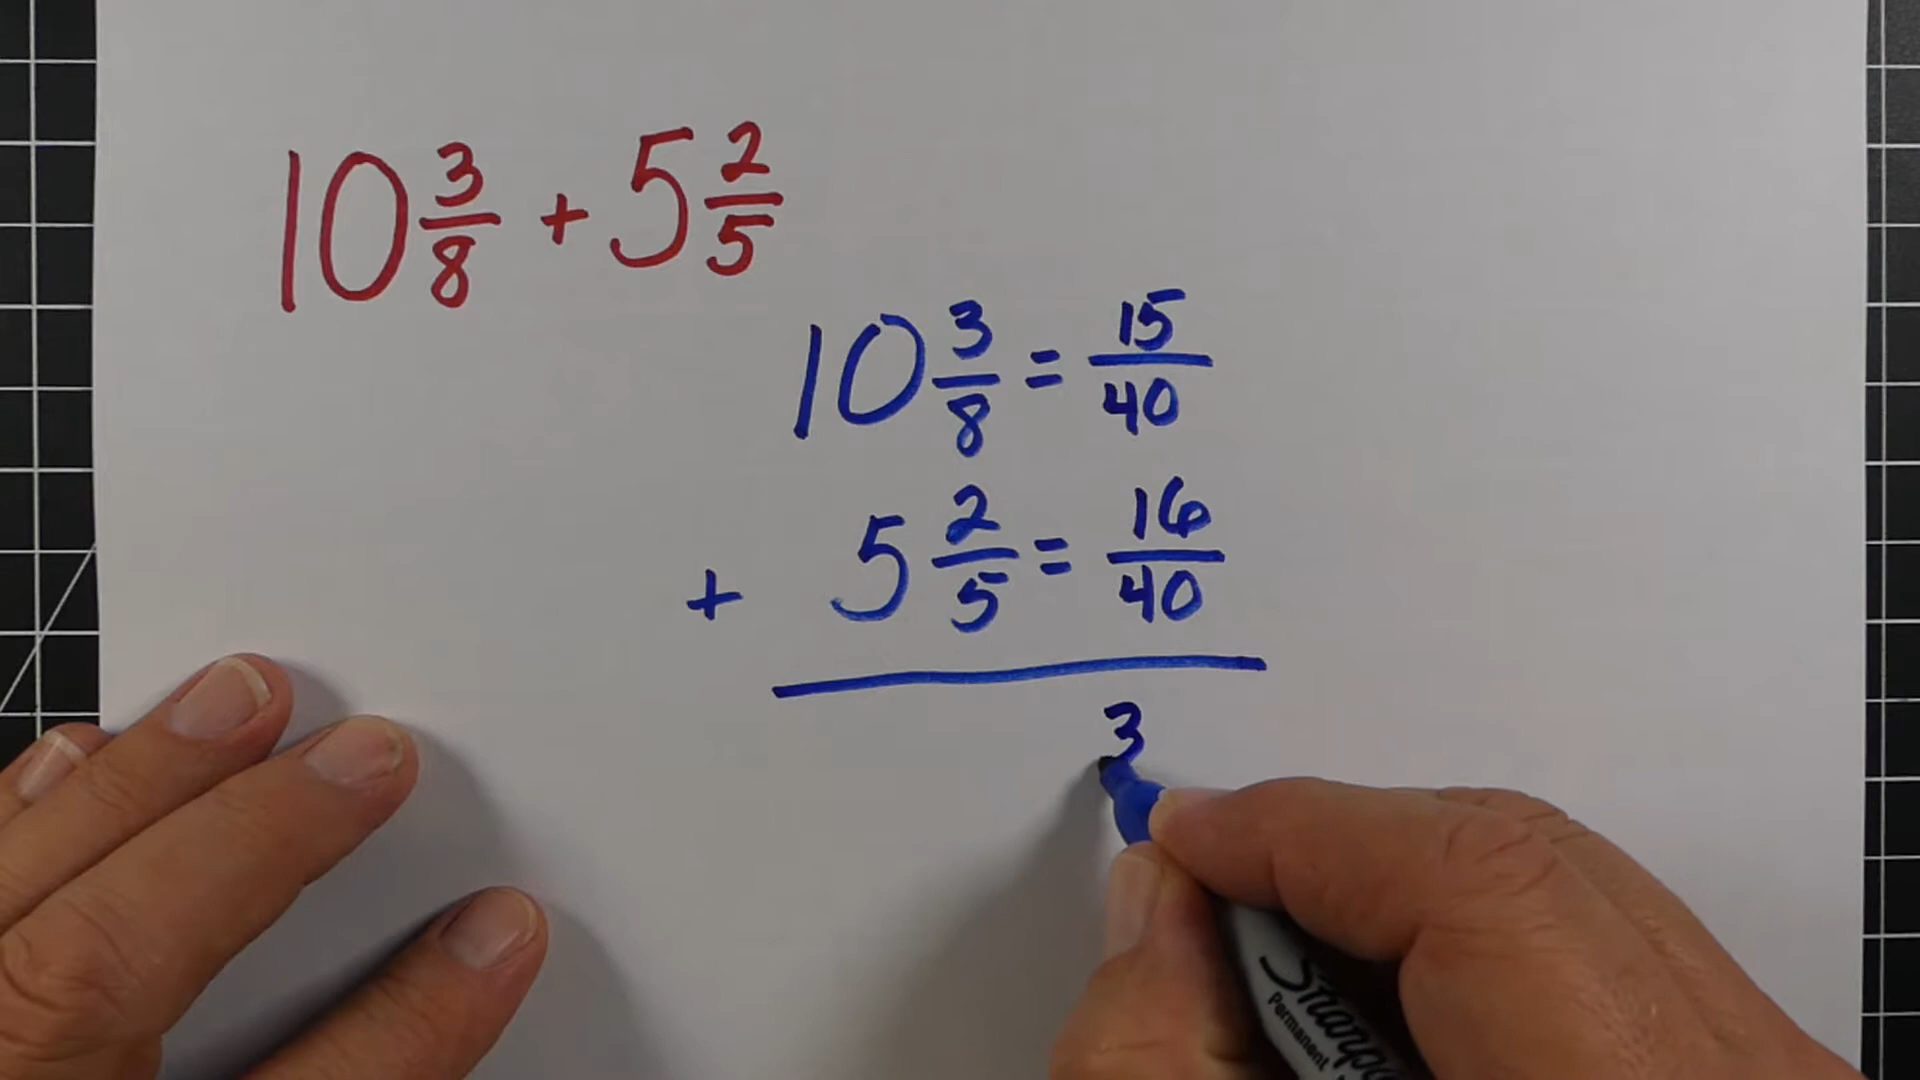 10 3/8 + 5 2/5
10 3/8 = 15/40
+ 5 2/5 = 16/40
3
Sharpie
Permanent